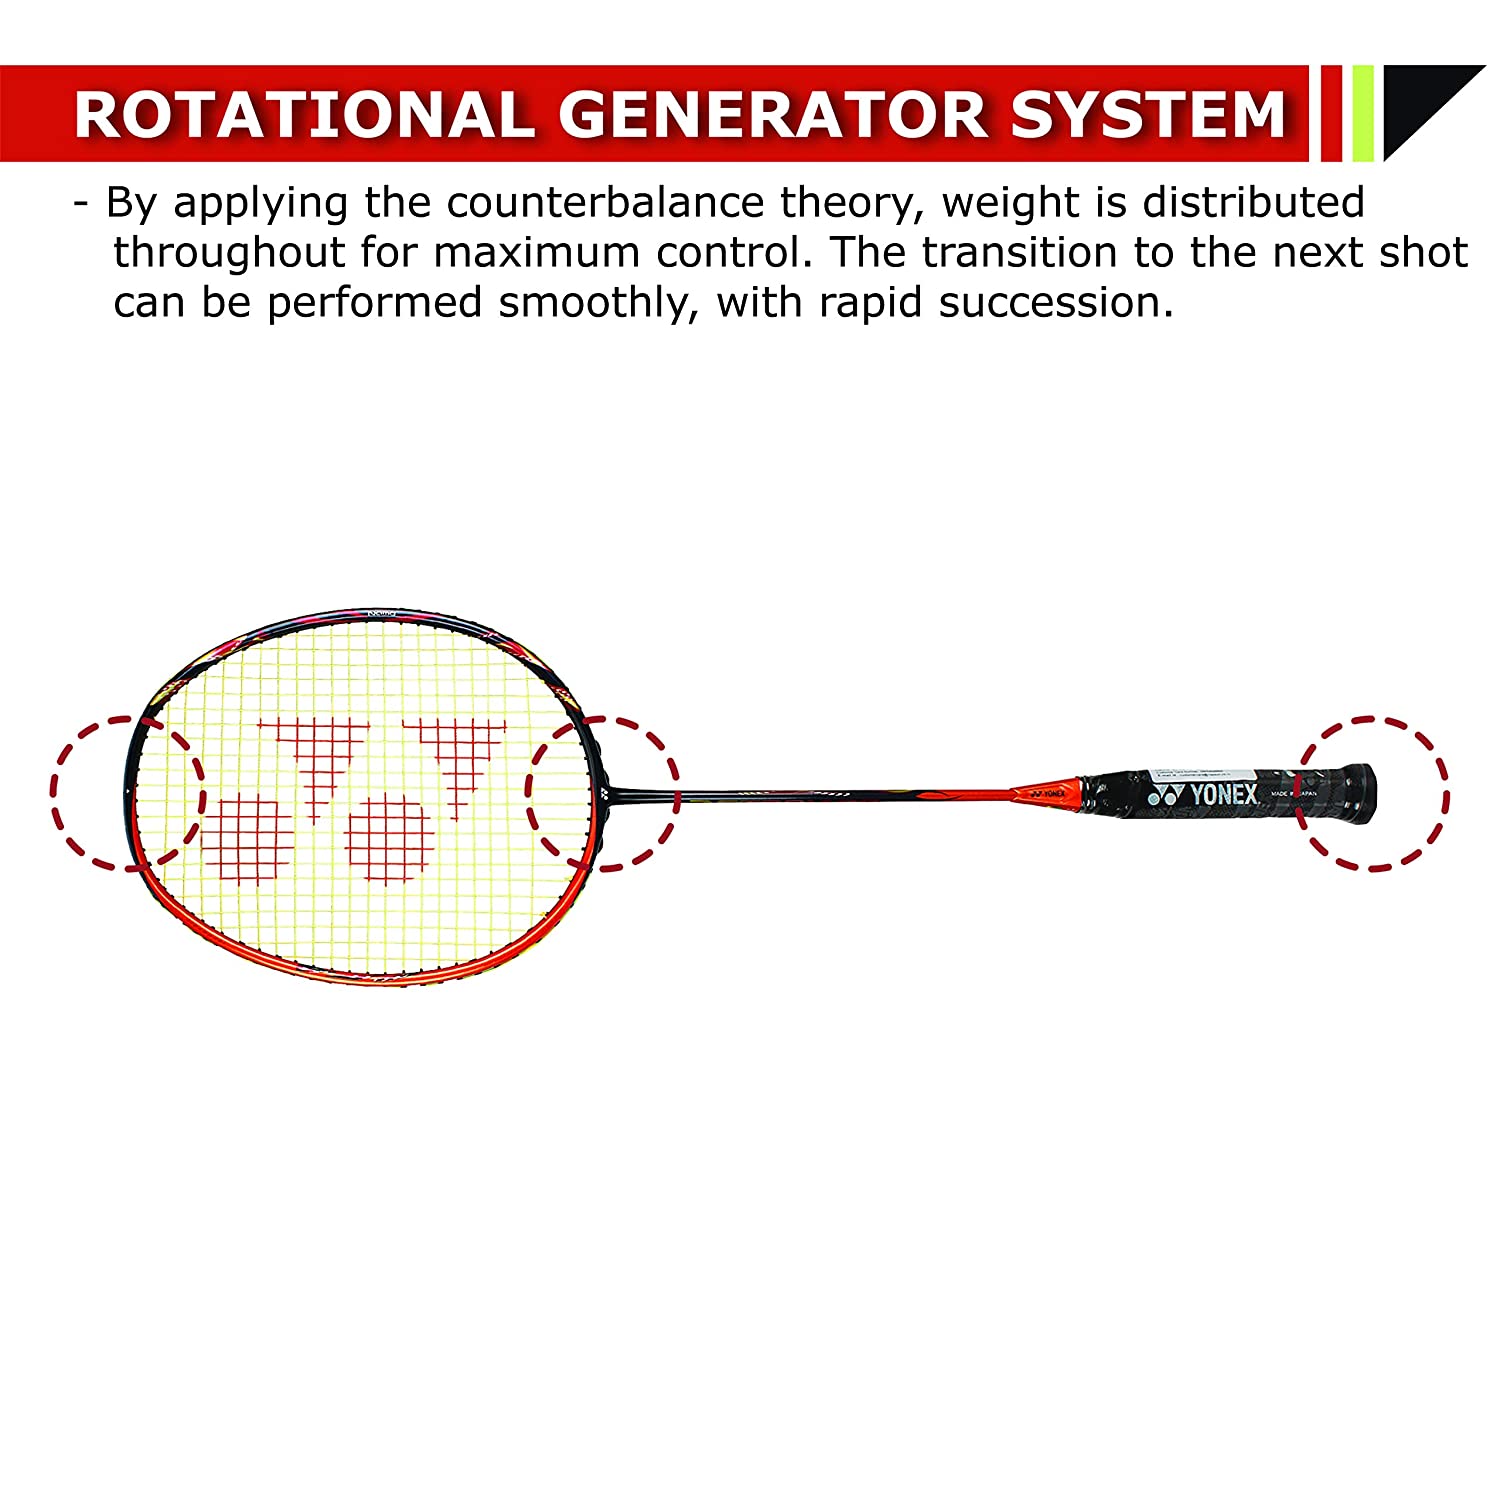 ROTATIONAL GENERATOR SYSTEM
- By applying the counterbalance theory, weight is distributed
throughout for maximum control. The transition to the next shot
can be performed smoothly, with rapid succession.
YONEX
YONEX
MADE IN JAPAN